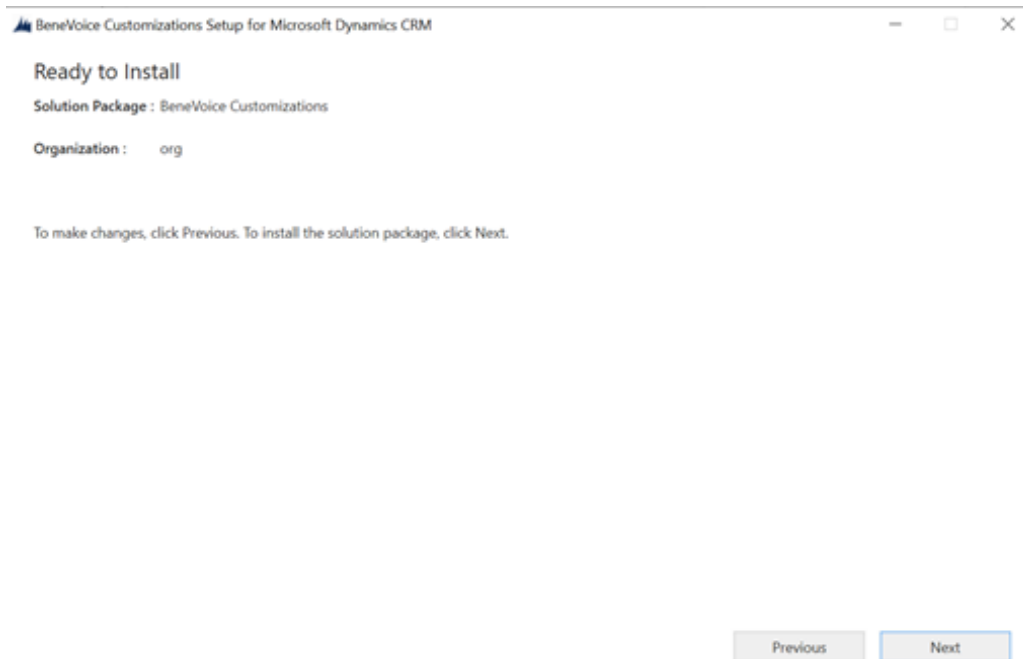 BeneVoice Customizations Setup for Microsoft Dynamics CRM
Ready to Install
Solution Package : BeneVoice Customizations
Organization : org
To make changes, click Previous. To install the solution package, click Next.
Previous Next